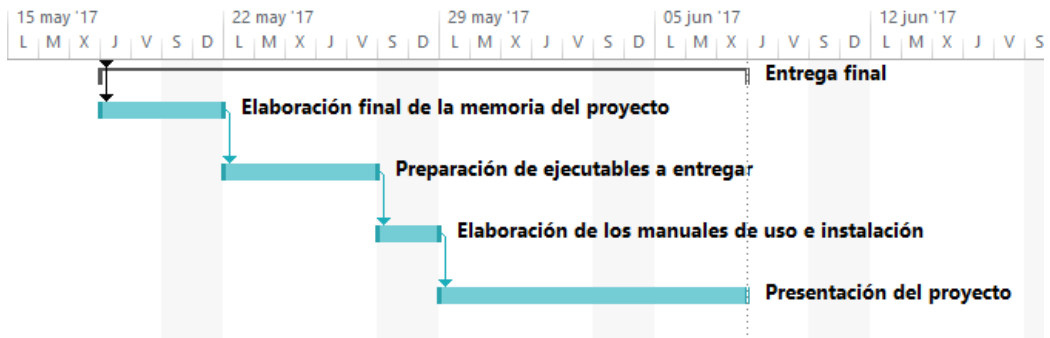 15 may '17 22 may '17 29 may '17 05 jun '17 12 jun '17
L M X J V S D L M X J V S D L M X J V S D L M X J V S D L M X J V S
Entrega final
Elaboración final de la memoria del proyecto
Preparación de ejecutables a entregar
Elaboración de los manuales de uso e instalación
Presentación del proyecto